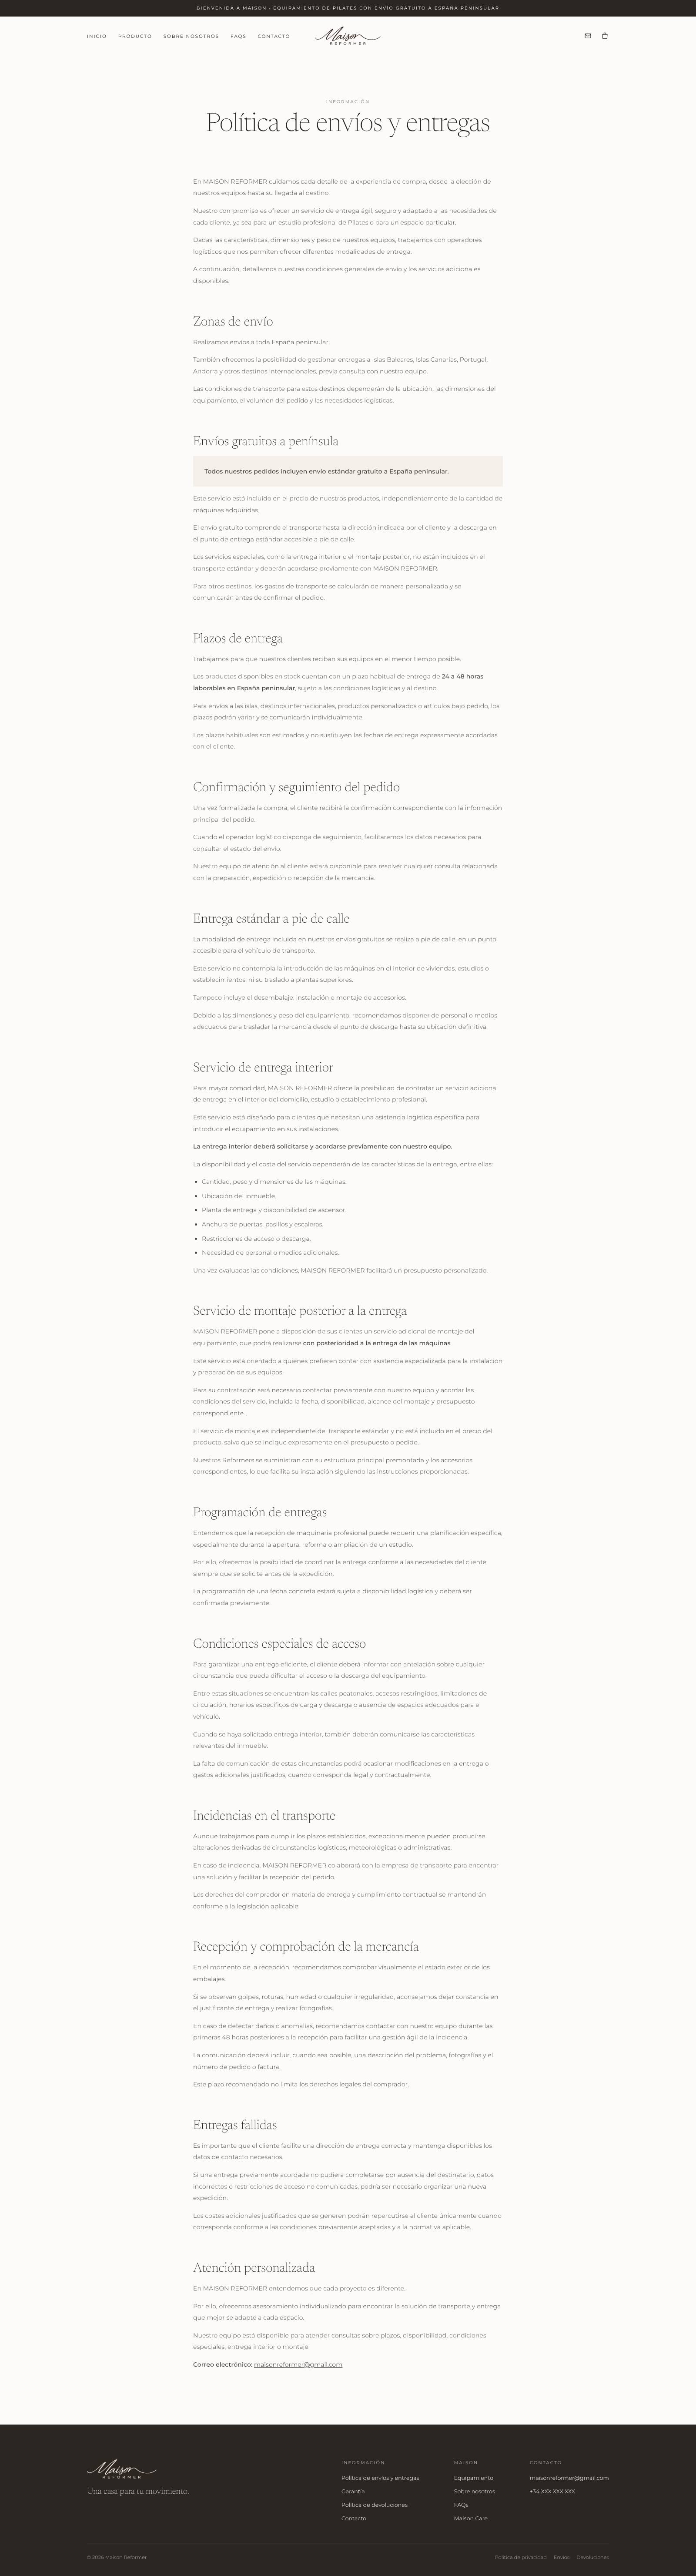 BIENVENIDA A MAISON · EQUIPAMIENTO DE PILATES CON ENVÍO GRATUITO A ESPAÑA PENINSULAR
INICIO PRODUCTO SOBRE NOSOTROS FAQS CONTACTO
Maison
REFORMER
INFORMACIÓN
Política de envíos y entregas
En MAISON REFORMER cuidamos cada detalle de la experiencia de compra, desde la elección de
nuestros equipos hasta su llegada al destino.
Nuestro compromiso es ofrecer un servicio de entrega ágil, seguro y adaptado a las necesidades de
cada cliente, ya sea para un estudio profesional de Pilates o para un espacio particular.
Dadas las características, dimensiones y peso de nuestros equipos, trabajamos con operadores
logísticos que nos permiten ofrecer diferentes modalidades de entrega.
A continuación, detallamos nuestras condiciones generales de envío y los servicios adicionales
disponibles.
Zonas de envío
Realizamos envíos a toda España peninsular.
También ofrecemos la posibilidad de gestionar entregas a Islas Baleares, Islas Canarias, Portugal,
Andorra y otros destinos internacionales, previa consulta con nuestro equipo.
Las condiciones de transporte para estos destinos dependerán de la ubicación, las dimensiones del
equipamiento, el volumen del pedido y las necesidades logísticas.
Envíos gratuitos a península
Todos nuestros pedidos incluyen envío estándar gratuito a España peninsular.
Este servicio está incluido en el precio de nuestros productos, independientemente de la cantidad de
máquinas adquiridas.
El envío gratuito comprende el transporte hasta la dirección indicada por el cliente y la descarga en
el punto de entrega estándar accesible a pie de calle.
Los servicios especiales, como la entrega interior o el montaje posterior, no están incluidos en el
transporte estándar y deberán acordarse previamente con MAISON REFORMER.
Para otros destinos, los gastos de transporte se calcularán de manera personalizada y se
comunicarán antes de confirmar el pedido.
Plazos de entrega
Trabajamos para que nuestros clientes reciban sus equipos en el menor tiempo posible.
Los productos disponibles en stock cuentan con un plazo habitual de entrega de 24 a 48 horas
laborables en España peninsular, sujeto a las condiciones logísticas y al destino.
Para envíos a las islas, destinos internacionales, productos personalizados o artículos bajo pedido, los
plazos podrán variar y se comunicarán individualmente.
Los plazos habituales son estimados y no sustituyen las fechas de entrega expresamente acordadas
con el cliente.
Confirmación y seguimiento del pedido
Una vez formalizada la compra, el cliente recibirá la confirmación correspondiente con la información
principal del pedido.
Cuando el operador logístico disponga de seguimiento, facilitaremos los datos necesarios para
consultar el estado del envío.
Nuestro equipo de atención al cliente estará disponible para resolver cualquier consulta relacionada
con la preparación, expedición o recepción de la mercancía.
Entrega estándar a pie de calle
La modalidad de entrega incluida en nuestros envíos gratuitos se realiza a pie de calle, en un punto
accesible para el vehículo de transporte.
Este servicio no contempla la introducción de las máquinas en el interior de viviendas, estudios o
establecimientos, ni su traslado a plantas superiores.
Tampoco incluye el desembalaje, instalación o montaje de accesorios.
Debido a las dimensiones y peso del equipamiento, recomendamos disponer de personal o medios
adecuados para trasladar la mercancía desde el punto de descarga hasta su ubicación definitiva.
Servicio de entrega interior
Para mayor comodidad, MAISON REFORMER ofrece la posibilidad de contratar un servicio adicional
de entrega en el interior del domicilio, estudio o establecimiento profesional.
Este servicio está diseñado para clientes que necesitan una asistencia logística específica para
introducir el equipamiento en sus instalaciones.
La entrega interior deberá solicitarse y acordarse previamente con nuestro equipo.
La disponibilidad y el coste del servicio dependerán de las características de la entrega, entre ellas:
• Cantidad, peso y dimensiones de las máquinas.
• Ubicación del inmueble.
• Planta de entrega y disponibilidad de ascensor.
• Anchura de puertas, pasillos y escaleras.
• Restricciones de acceso o descarga.
• Necesidad de personal o medios adicionales.
Una vez evaluadas las condiciones, MAISON REFORMER facilitará un presupuesto personalizado.
Servicio de montaje posterior a la entrega
MAISON REFORMER pone a disposición de sus clientes un servicio adicional de montaje del
equipamiento, que podrá realizarse con posterioridad a la entrega de las máquinas.
Este servicio está orientado a quienes prefieren contar con asistencia especializada para la instalación
y preparación de sus equipos.
Para su contratación será necesario contactar previamente con nuestro equipo y acordar las
condiciones del servicio, incluida la fecha, disponibilidad, alcance del montaje y presupuesto
correspondiente.
El servicio de montaje es independiente del transporte estándar y no está incluido en el precio del
producto, salvo que se indique expresamente en el presupuesto o pedido.
Nuestros Reformers se suministran con su estructura principal premontada y los accesorios
correspondientes, lo que facilita su instalación siguiendo las instrucciones proporcionadas.
Programación de entregas
Entendemos que la recepción de maquinaria profesional puede requerir una planificación específica,
especialmente durante la apertura, reforma o ampliación de un estudio.
Por ello, ofrecemos la posibilidad de coordinar la entrega conforme a las necesidades del cliente,
siempre que se solicite antes de la expedición.
La programación de una fecha concreta estará sujeta a disponibilidad logística y deberá ser
confirmada previamente.
Condiciones especiales de acceso
Para garantizar una entrega eficiente, el cliente deberá informar con antelación sobre cualquier
circunstancia que pueda dificultar el acceso o la descarga del equipamiento.
Entre estas situaciones se encuentran las calles peatonales, accesos restringidos, limitaciones de
circulación, horarios específicos de carga y descarga o ausencia de espacios adecuados para el
vehículo.
Cuando se haya solicitado entrega interior, también deberán comunicarse las características
relevantes del inmueble.
La falta de comunicación de estas circunstancias podrá ocasionar modificaciones en la entrega o
gastos adicionales justificados, cuando corresponda legal y contractualmente.
Incidencias en el transporte
Aunque trabajamos para cumplir los plazos establecidos, excepcionalmente pueden producirse
alteraciones derivadas de circunstancias logísticas, meteorológicas o administrativas.
En caso de incidencia, MAISON REFORMER colaborará con la empresa de transporte para encontrar
una solución y facilitar la recepción del pedido.
Los derechos del comprador en materia de entrega y cumplimiento contractual se mantendrán
conforme a la legislación aplicable.
Recepción y comprobación de la mercancía
En el momento de la recepción, recomendamos comprobar visualmente el estado exterior de los
embalajes.
Si se observan golpes, roturas, humedad o cualquier irregularidad, aconsejamos dejar constancia en
el justificante de entrega y realizar fotografías.
En caso de detectar daños o anomalías, recomendamos contactar con nuestro equipo durante las
primeras 48 horas posteriores a la recepción para facilitar una gestión ágil de la incidencia.
La comunicación deberá incluir, cuando sea posible, una descripción del problema, fotografías y el
número de pedido o factura.
Este plazo recomendado no limita los derechos legales del comprador.
Entregas fallidas
Es importante que el cliente facilite una dirección de entrega correcta y mantenga disponibles los
datos de contacto necesarios.
Si una entrega previamente acordada no pudiera completarse por ausencia del destinatario, datos
incorrectos o restricciones de acceso no comunicadas, podría ser necesario organizar una nueva
expedición.
Los costes adicionales justificados que se generen podrán repercutirse al cliente únicamente cuando
corresponda conforme a las condiciones previamente aceptadas y a la normativa aplicable.
Atención personalizada
En MAISON REFORMER entendemos que cada proyecto es diferente.
Por ello, ofrecemos asesoramiento individualizado para encontrar la solución de transporte y entrega
que mejor se adapte a cada espacio.
Nuestro equipo está disponible para atender consultas sobre plazos, disponibilidad, condiciones
especiales, entrega interior o montaje.
Correo electrónico: maisonreformer@gmail.com
Maison
REFORMER
Una casa para tu movimiento.
INFORMACIÓN
Política de envíos y entregas
Garantía
Política de devoluciones
Contacto
MAISON
Equipamiento
Sobre nosotros
FAQs
Maison Care
CONTACTO
maisonreformer@gmail.com
+34 XXX XXX XXX
© 2026 Maison Reformer
Política de privacidad Envíos Devoluciones